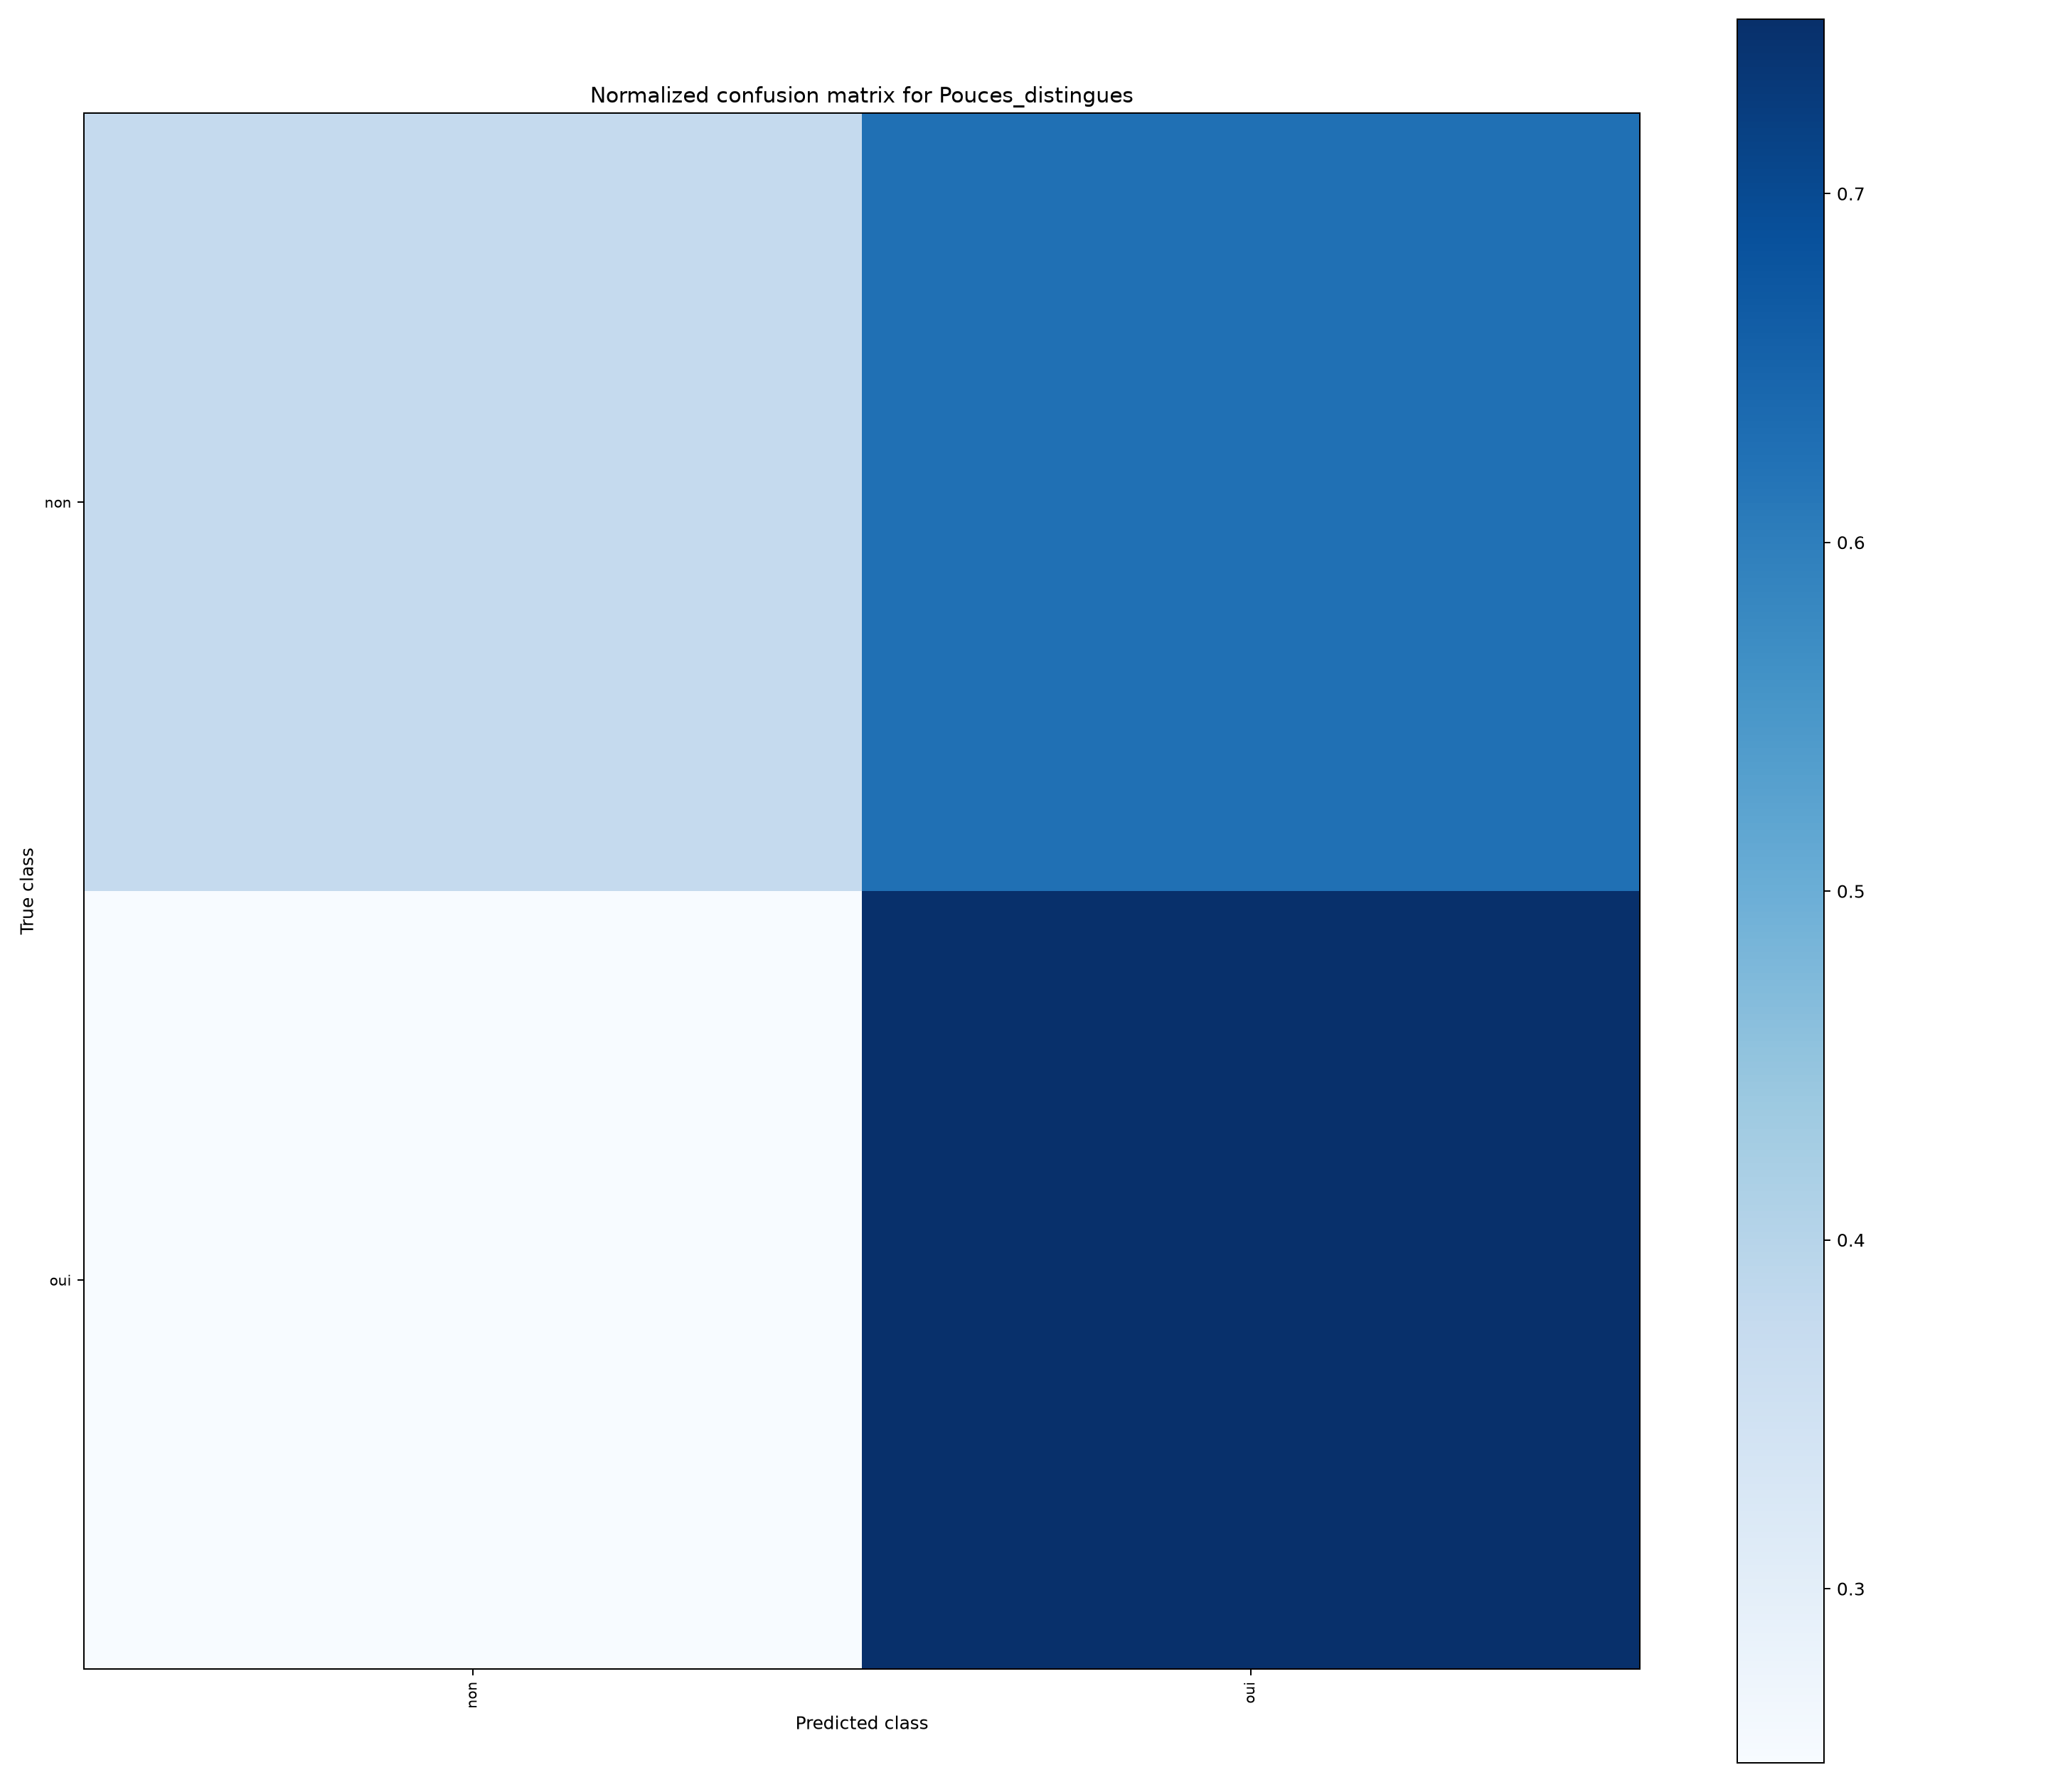 Normalized confusion matrix for Pouces_distingues
0.7
0.6
0.5
0.4
0.3
True class
non
oui
non
oui
Predicted class